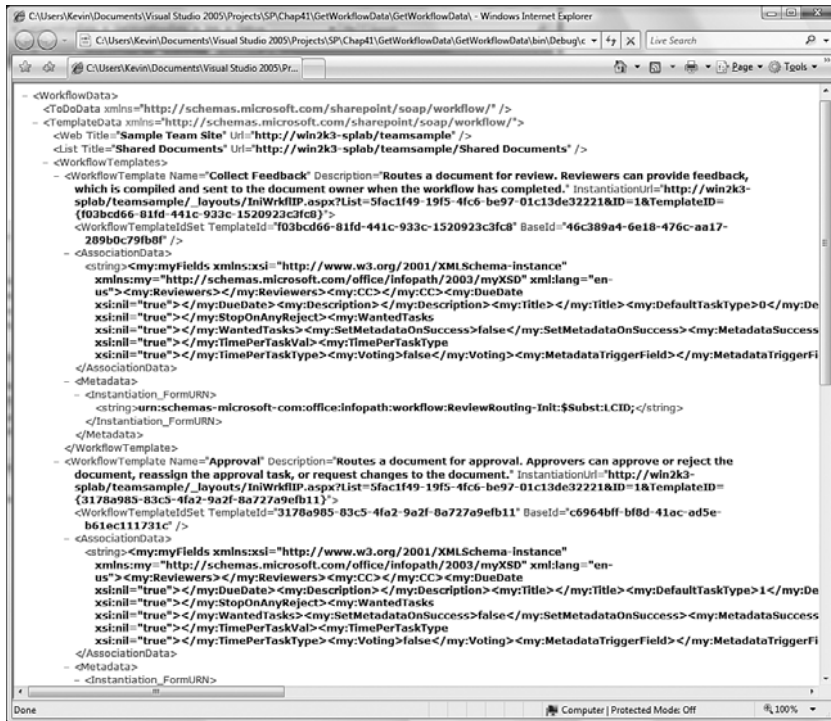 C:\Users\Kevin\Documents\Visual Studio 2005\Projects\SP\Chap41\GetWorkflowData\GetWorkflowData\ - Windows Internet Explorer
C:\Users\Kevin\Documents\Visual Studio 2005\Projects\SP\Chap41\GetWorkflowData\GetWorkflowData\bin\Debug\c
Live Search
C:\Users\Kevin\Documents\Visual Studio 2005\Pr...
Page
Tools
- <WorkflowData>
<ToDoData xmlns="http://schemas.microsoft.com/sharepoint/soap/workflow/" />
- <TemplateData xmlns="http://schemas.microsoft.com/sharepoint/soap/workflow/">
<Web Title="Sample Team Site" Url="http://win2k3-splab/teamsample" />
<List Title="Shared Documents" Url="http://win2k3-splab/teamsample/Shared Documents" />
- <WorkflowTemplates>
- <WorkflowTemplate Name="Collect Feedback" Description="Routes a document for review. Reviewers can provide feedback,
which is compiled and sent to the document owner when the workflow has completed." InstantiationUrl="http://win2k3-
splab/teamsample/_layouts/IniWrkflIP.aspx?List=5fac1f49-19f5-4fc6-be97-01c13de32221&ID=1&TemplateID=
{f03bcd66-81fd-441c-933c-1520923c3fc8}">
<WorkflowTemplateIdSet TemplateId="f03bcd66-81fd-441c-933c-1520923c3fc8" BaseId="46c389a4-6e18-476c-aa17-
289b0c79fb8f" />
- <AssociationData>
<string><my:myFields xmlns:xsi="http://www.w3.org/2001/XMLSchema-instance"
xmlns:my="http://schemas.microsoft.com/office/infopath/2003/myXSD" xml:lang="en-
us"><my:Reviewers></my:Reviewers><my:CC></my:CC><my:DueDate
xsi:nil="true"></my:DueDate><my:Description></my:Description><my:Title></my:Title><my:DefaultTaskType>0</my:De
xsi:nil="true"></my:StopOnAnyReject><my:WantedTasks
xsi:nil="true"></my:WantedTasks><my:SetMetadataOnSuccess>false</my:SetMetadataOnSuccess><my:MetadataSuccess
xsi:nil="true"></my:TimePerTaskVal><my:TimePerTaskType
xsi:nil="true"></my:TimePerTaskType><my:Voting>false</my:Voting><my:MetadataTriggerField></my:MetadataTriggerFi
</AssociationData>
- <Metadata>
- <Instantiation_FormURN>
<string>urn:schemas-microsoft-com:office:infopath:workflow:ReviewRouting-Init:$Subst:LCID;</string>
</Instantiation_FormURN>
</Metadata>
</WorkflowTemplate>
- <WorkflowTemplate Name="Approval" Description="Routes a document for approval. Approvers can approve or reject the
document, reassign the approval task, or request changes to the document." InstantiationUrl="http://win2k3-
splab/teamsample/_layouts/IniWrkflIP.aspx?List=5fac1f49-19f5-4fc6-be97-01c13de32221&ID=1&TemplateID=
{3178a985-83c5-4fa2-9a2f-8a727a9efb11}">
<WorkflowTemplateIdSet TemplateId="3178a985-83c5-4fa2-9a2f-8a727a9efb11" BaseId="c6964bff-bf8d-41ac-ad5e-
b61ec111731c" />
- <AssociationData>
<string><my:myFields xmlns:xsi="http://www.w3.org/2001/XMLSchema-instance"
xmlns:my="http://schemas.microsoft.com/office/infopath/2003/myXSD" xml:lang="en-
us"><my:Reviewers></my:Reviewers><my:CC></my:CC><my:DueDate
xsi:nil="true"></my:DueDate><my:Description></my:Description><my:Title></my:Title><my:DefaultTaskType>1</my:De
xsi:nil="true"></my:StopOnAnyReject><my:WantedTasks
xsi:nil="true"></my:WantedTasks><my:SetMetadataOnSuccess>false</my:SetMetadataOnSuccess><my:MetadataSuccess
xsi:nil="true"></my:TimePerTaskVal><my:TimePerTaskType
xsi:nil="true"></my:TimePerTaskType><my:Voting>false</my:Voting><my:MetadataTriggerField></my:MetadataTriggerFi
</AssociationData>
- <Metadata>
- <Instantiation_FormURN>
Done
Computer | Protected Mode: Off
100%